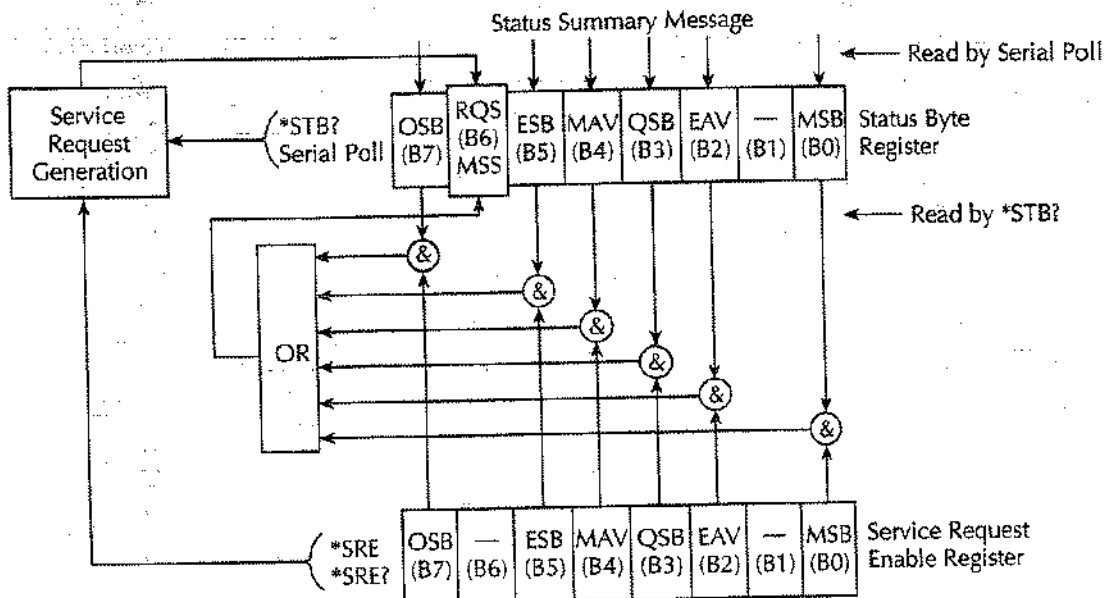 Status Summary Message
Read by Serial Poll
Service
Request
Generation
*STB?
Serial Poll
OSB
(B7)
RQS
(B6)
MSS
ESB
(B5)
MAV
(B4)
QSB
(B3)
EAV
(B2)
—
(B1)
MSB
(B0)
Status Byte
Register
Read by *STB?
&
&
&
OR
&
&
&
*SRE
*SRE?
OSB
(B7)
—
(B6)
ESB
(B5)
MAV
(B4)
QSB
(B3)
EAV
(B2)
—
(B1)
MSB
(B0)
Service Request
Enable Register